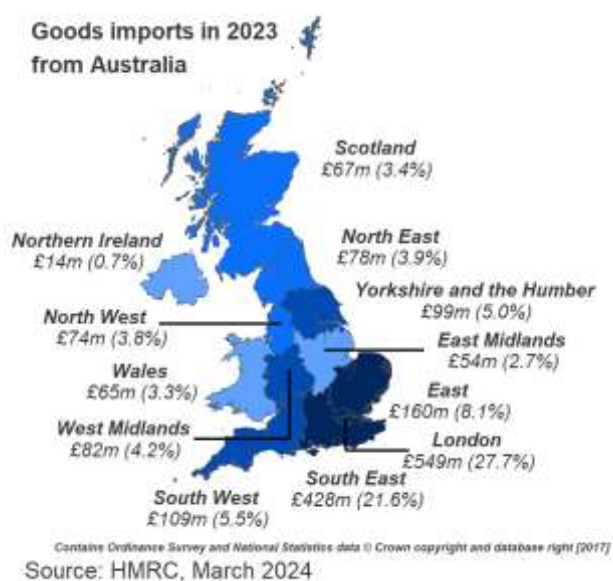 Goods imports in 2023
from Australia
Scotland
£67m (3.4%)
Northern Ireland
£14m (0.7%)
North East
£78m (3.9%)
Yorkshire and the Humber
£99m (5.0%)
North West
£74m (3.8%)
East Midlands
£54m (2.7%)
Wales
£65m (3.3%)
East
£160m (8.1%)
West Midlands
£82m (4.2%)
London
£549m (27.7%)
South East
£428m (21.6%)
South West
£109m (5.5%)
Contains Ordinance Survey and National Statistics data © Crown copyright and database right [2017]
Source: HMRC, March 2024